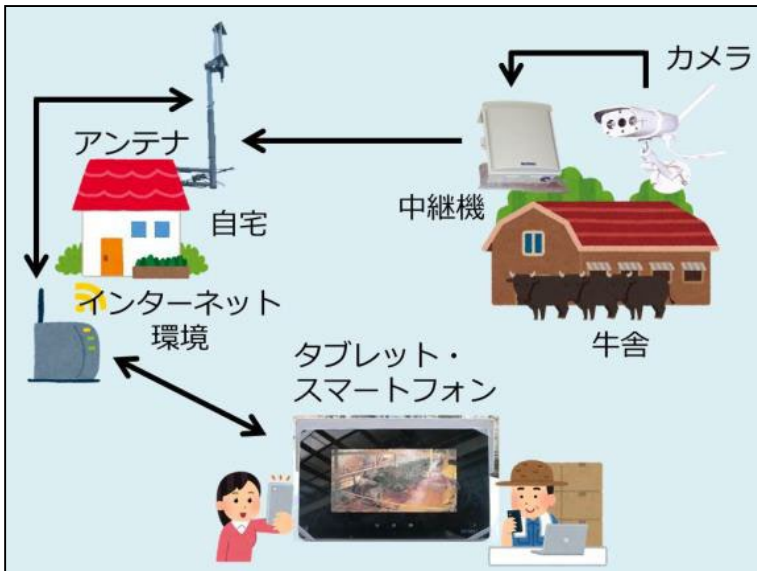 カメラ
アンテナ
中継機
自宅
インターネット
環境
牛舎
タブレット・
スマートフォン